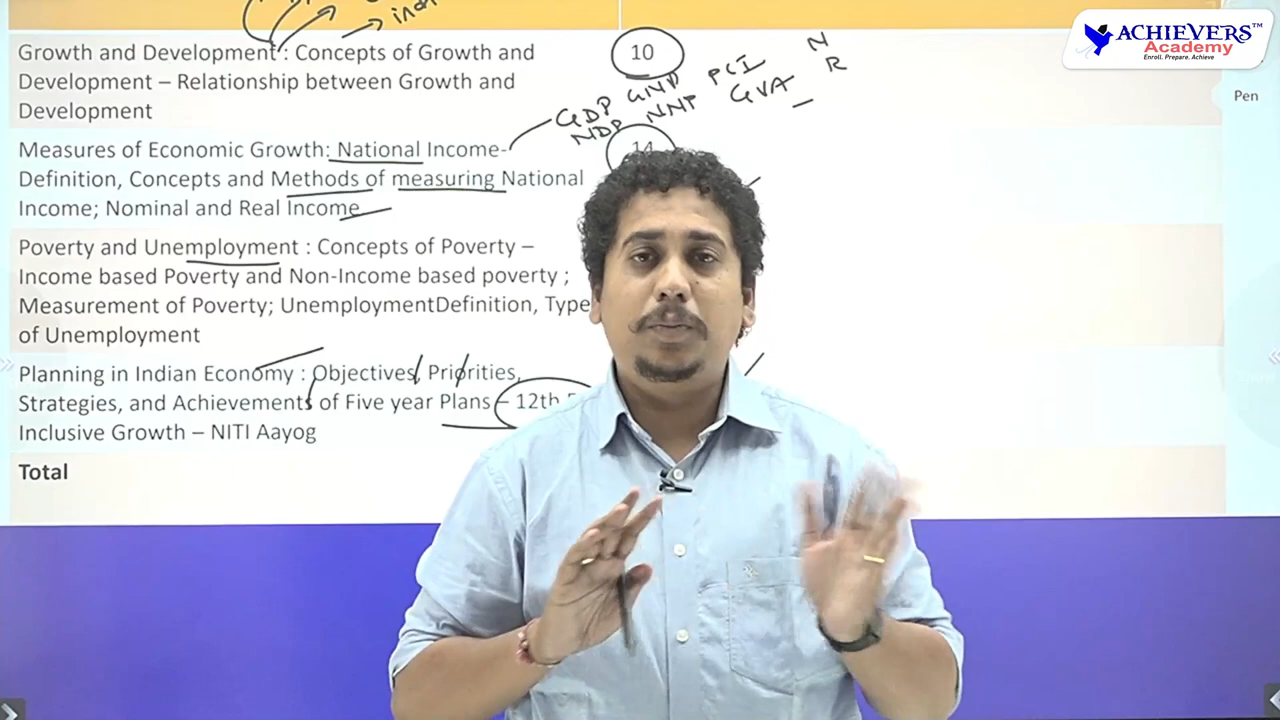 indi
ACHIEVERS
Academy
Enroll. Prepare. Achieve
Growth and Development : Concepts of Growth and
Development – Relationship between Growth and
Development
10
GDP GNP PCI N
NDP NNP GVA R
Pen
Measures of Economic Growth: National Income-
Definition, Concepts and Methods of measuring National
Income; Nominal and Real Income
14
Poverty and Unemployment : Concepts of Poverty –
Income based Poverty and Non-Income based poverty ;
Measurement of Poverty; UnemploymentDefinition, Type
of Unemployment
Planning in Indian Economy : Objectives, Priorities,
Strategies, and Achievements of Five year Plans – 12th
Inclusive Growth – NITI Aayog
Total